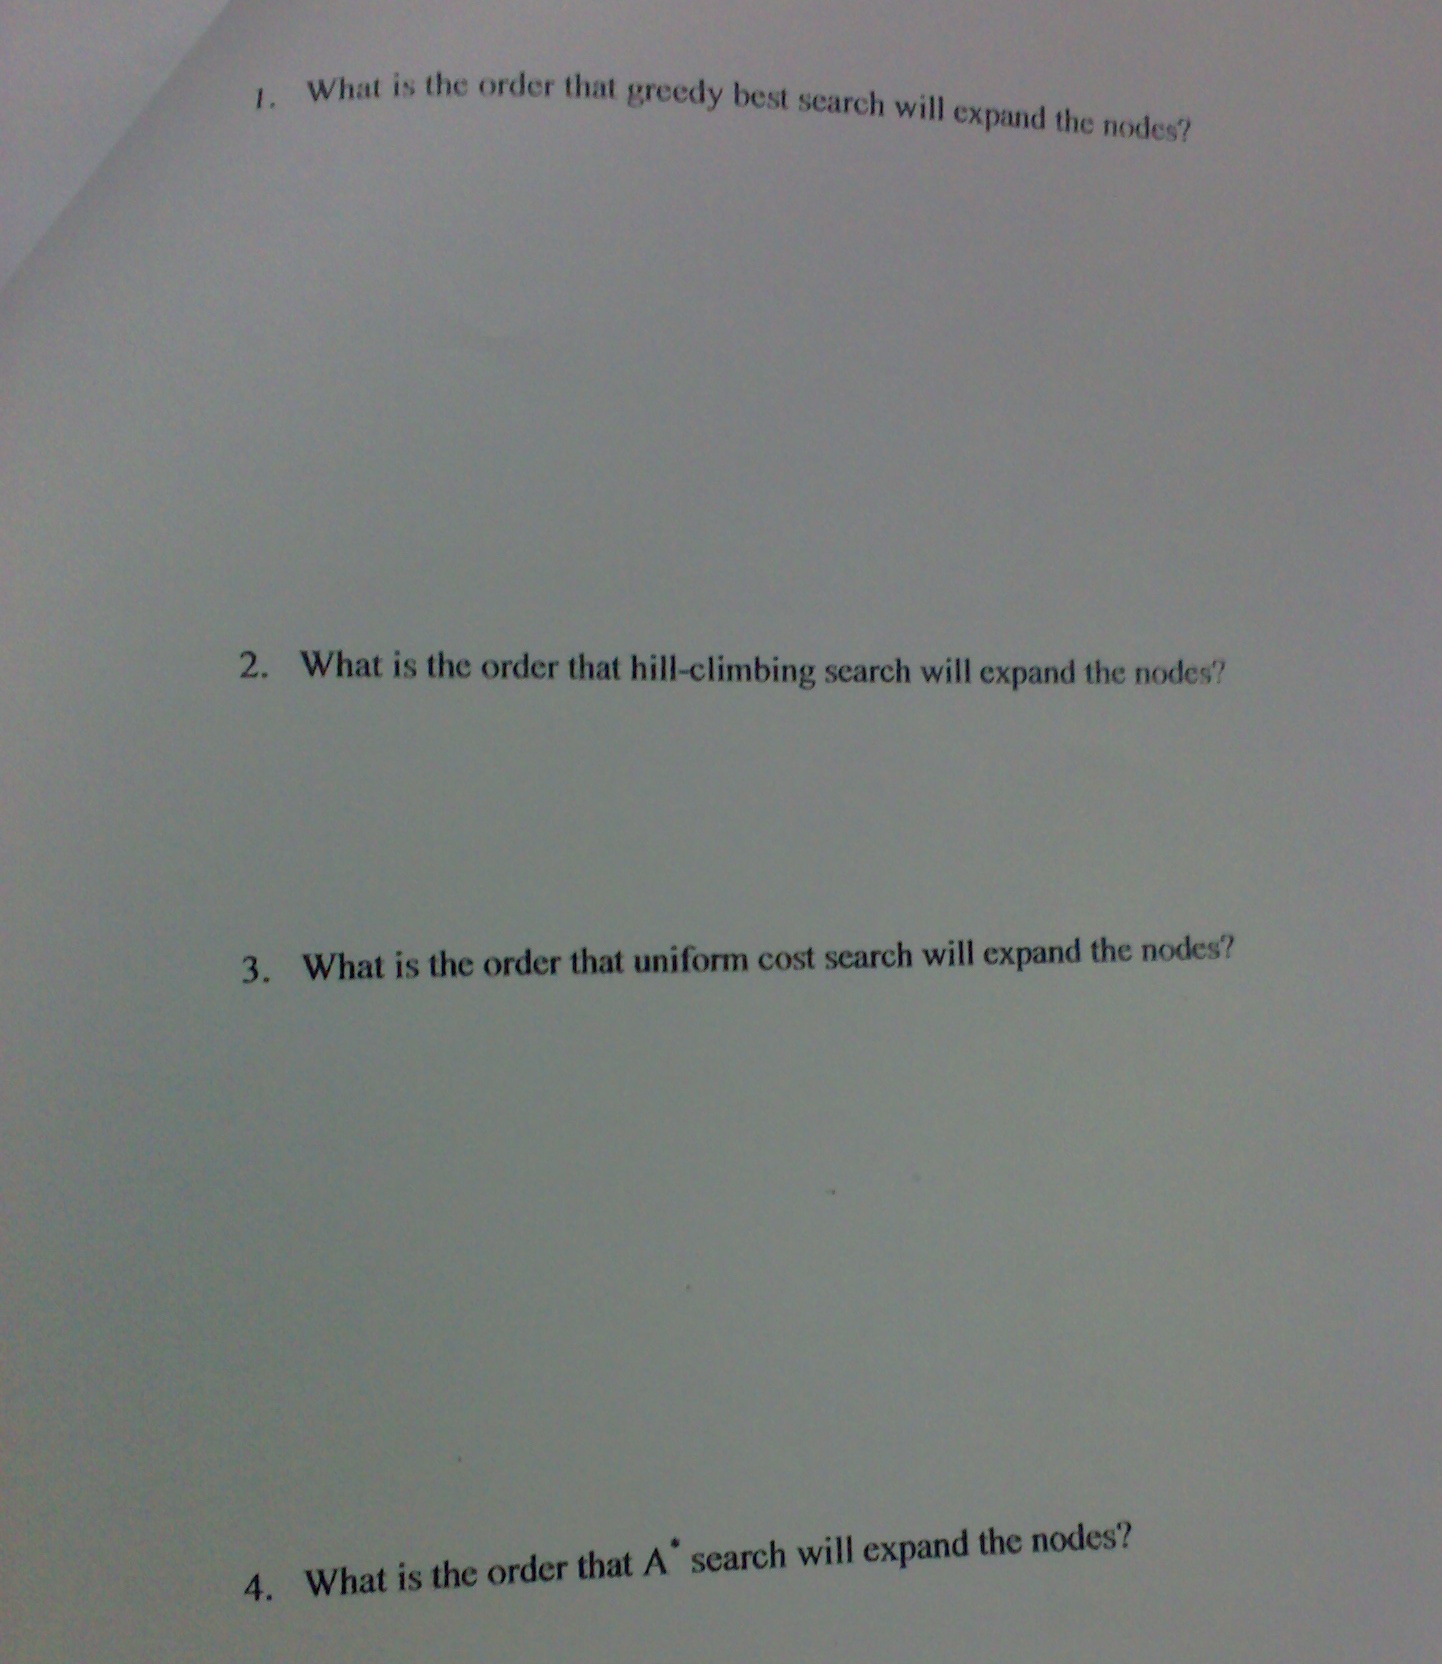 1. What is the order that greedy best search will expand the nodes?
2. What is the order that hill-climbing search will expand the nodes?
3. What is the order that uniform cost search will expand the nodes?
4. What is the order that A* search will expand the nodes?